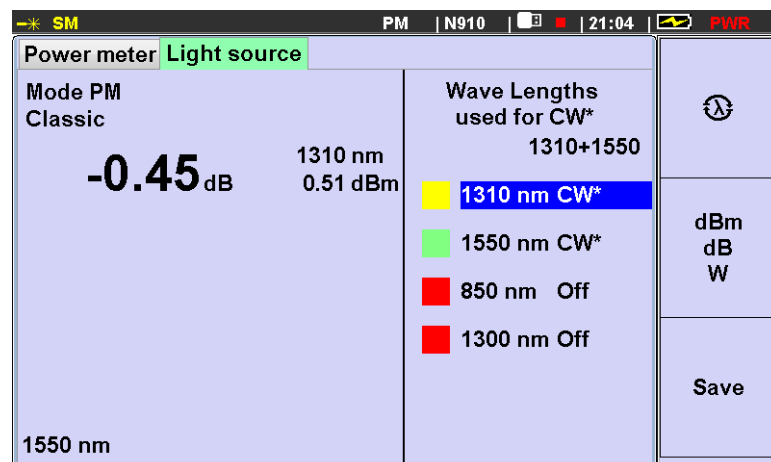 SM PM | N910 | | 21:04 | PWR
Power meter Light source
Mode PM
Classic
-0.45 dB
1310 nm
0.51 dBm
1550 nm
Wave Lengths
used for CW*
1310+1550
1310 nm CW*
1550 nm CW*
850 nm Off
1300 nm Off
λ
dBm
dB
W
Save